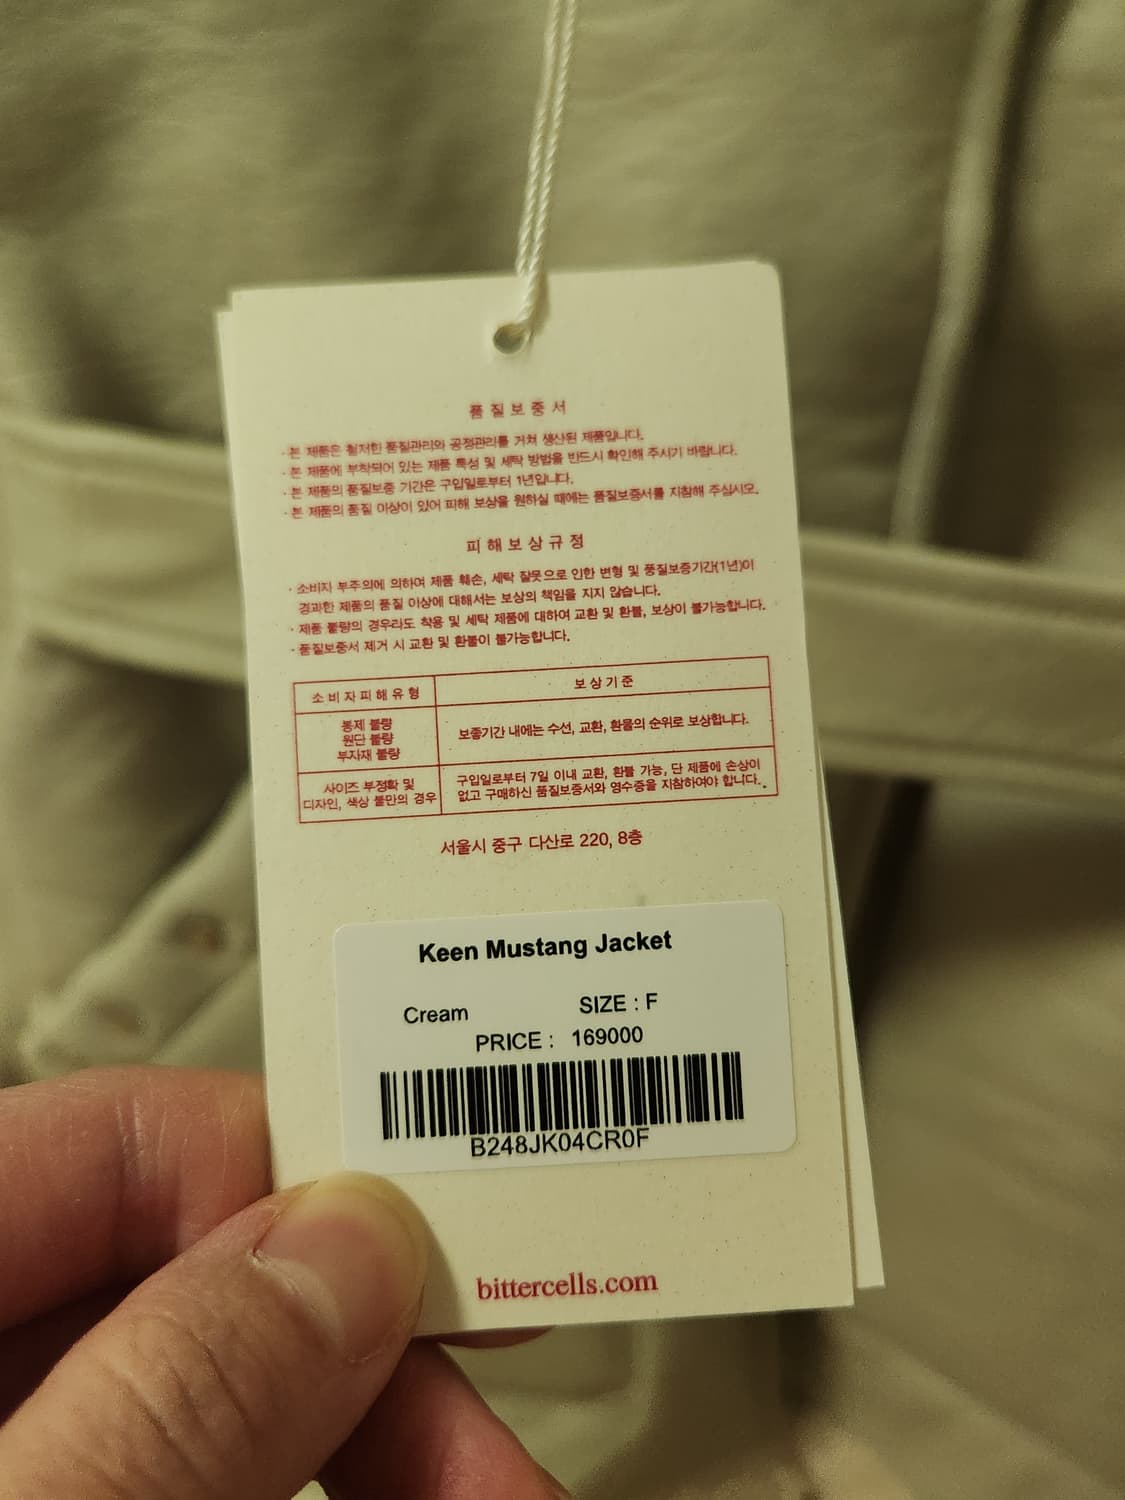 품질보증서
· 본 제품은 철저한 품질관리와 공정관리를 거쳐 생산된 제품입니다.
· 본 제품에 부착되어 있는 제품 특성 및 세탁 방법을 반드시 확인해 주시기 바랍니다.
· 본 제품의 품질보증 기간은 구입일로부터 1년입니다.
· 본 제품의 품질 이상이 있어 피해 보상을 원하실 때에는 품질보증서를 지참해 주십시오.
피해보상규정
· 소비자 부주의에 의하여 제품 훼손, 세탁 잘못으로 인한 변형 및 품질보증기간(1년)이
경과한 제품의 품질 이상에 대해서는 보상의 책임을 지지 않습니다.
· 제품 불량의 경우라도 착용 및 세탁 제품에 대하여 교환 및 환불, 보상이 불가능합니다.
· 품질보증서 제거 시 교환 및 환불이 불가능합니다.
소비자피해유형 보상기준
봉제 불량
원단 불량
부자재 불량
보증기간 내에는 수선, 교환, 환불의 순위로 보상합니다.
사이즈 부정확 및
디자인, 색상 불만의 경우
구입일로부터 7일 이내 교환, 환불 가능, 단 제품에 손상이
없고 구매하신 품질보증서와 영수증을 지참하여야 합니다.
서울시 중구 다산로 220, 8층
Keen Mustang Jacket
Cream SIZE : F
PRICE : 169000
B248JK04CR0F
bittercells.com